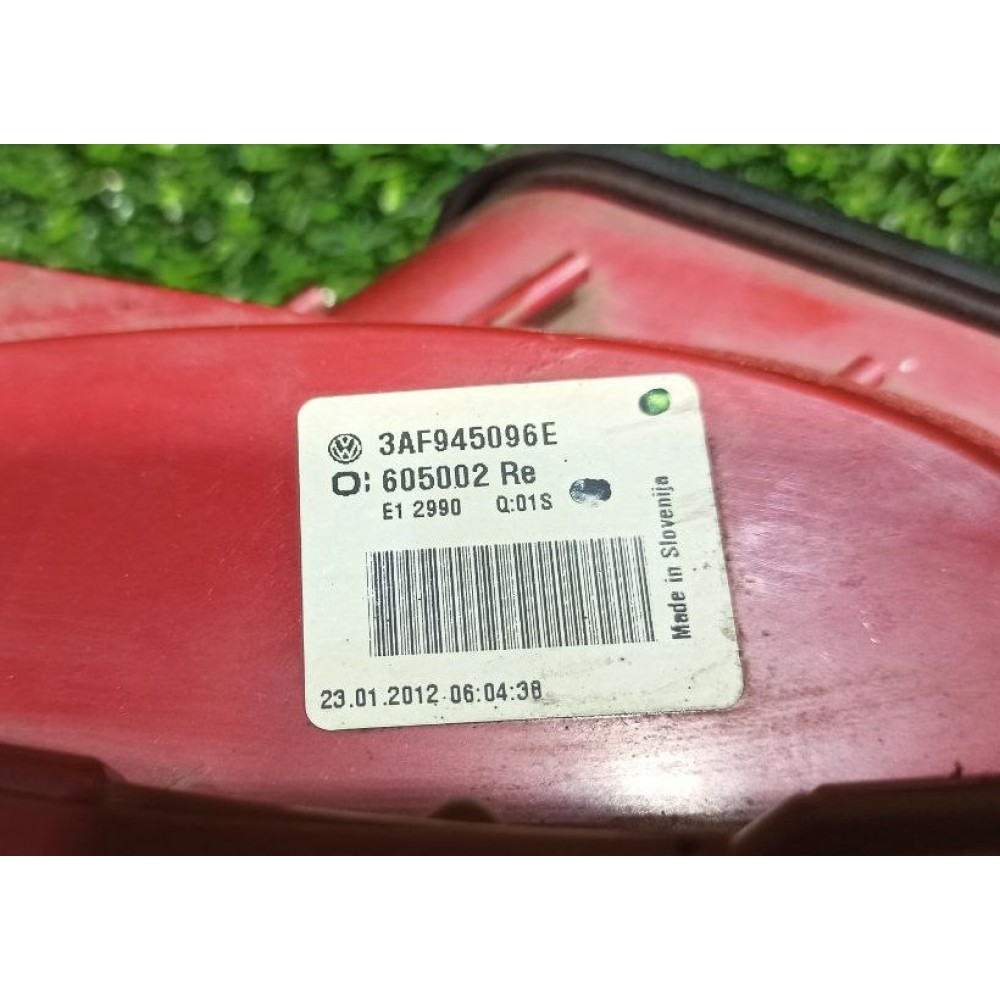 3AF945096E
O: 605002 Re
E1 2990 Q:01S
Made in Slovenija
23.01.2012 06:04:38